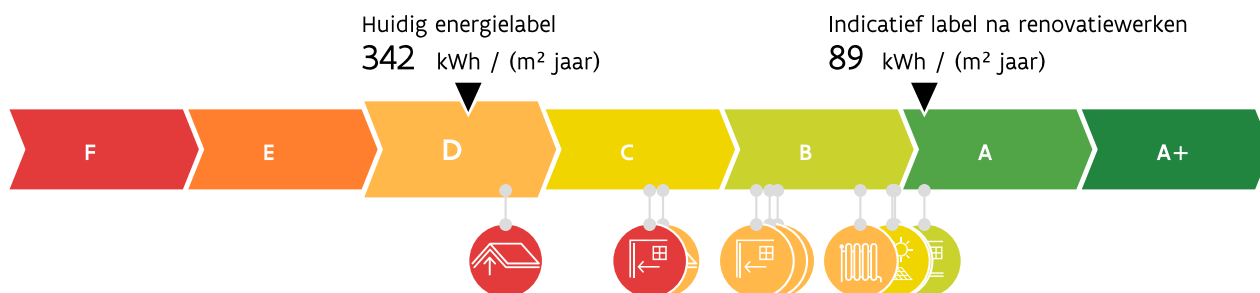 Huidig energielabel
342 kWh / (m² jaar)
Indicatief label na renovatiewerken
89 kWh / (m² jaar)
F
E
D
C
B
A
A+